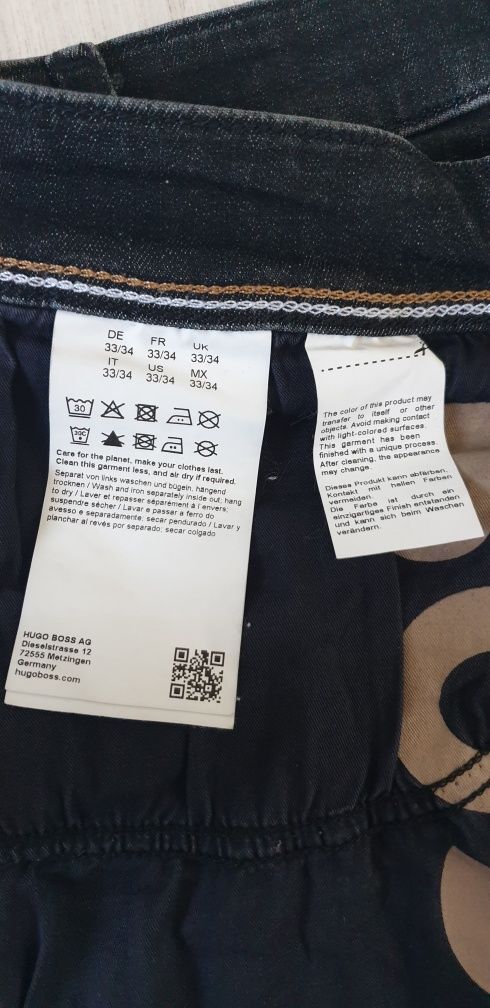 DE FR UK
33/34 33/34 33/34
IT US MX
33/34 33/34 33/34
30
30C
Care for the planet, make your clothes last.
Clean this garment less, and air dry if required.
Separat von links waschen und bügeln, hängend
trocknen / Wash and iron separately inside out, hang
to dry / Laver et repasser séparément à l'envers;
suspendre sécher / Lavare e passare a ferro da
avesso e separadamente; secar pendurado / Lavar y
planchar al revés por separado; secar colgado
HUGO BOSS AG
Dieselstrasse 12
72555 Metzingen
Germany
hugoboss.com
The color of this product may
transfer to itself or other
objects. Avoid making contact
with light-colored surfaces.
This garment has been
finished with a unique process.
After cleaning, the appearance
may change.
Dieses Produkt kann abfärben.
Kontakt mit hellen Farben
vermeiden.
Die Farbe ist durch ein
einzigartiges Finish entstanden
und kann sich beim Waschen
verändern.